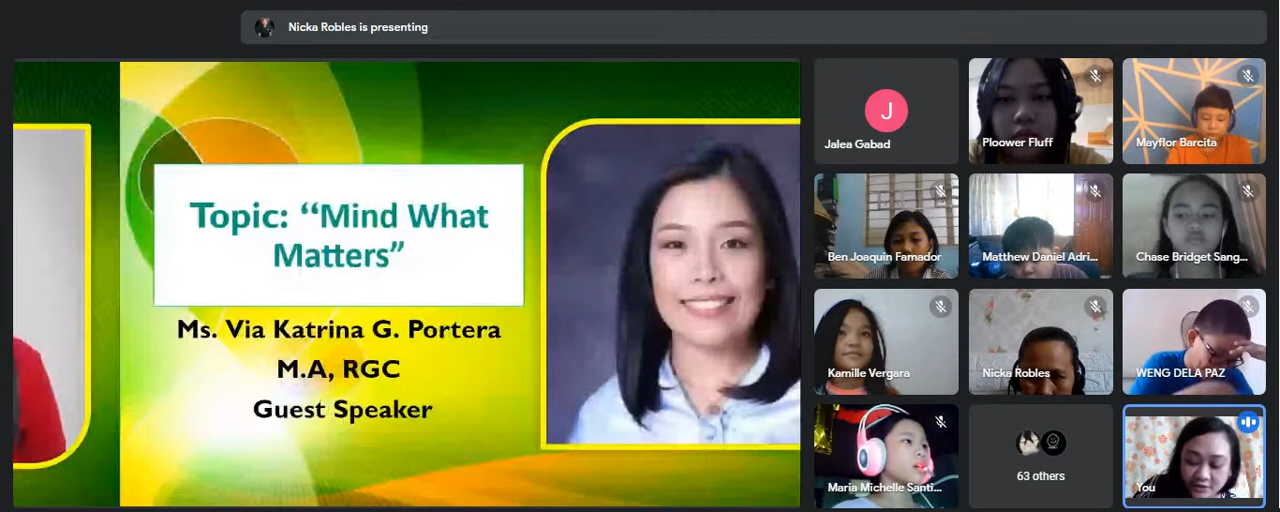 Nicka Robles is presenting
Topic: “Mind What
Matters”
Ms. Via Katrina G. Portera
M.A, RGC
Guest Speaker
J
Jalea Gabad
Ploower Fluff
Mayflor Barcita
Ben Joaquin Famador
Matthew Daniel Adri...
Chase Bridget Sang...
Kamille Vergara
Nicka Robles
WENG DELA PAZ
Maria Michelle Santi...
63 others
You